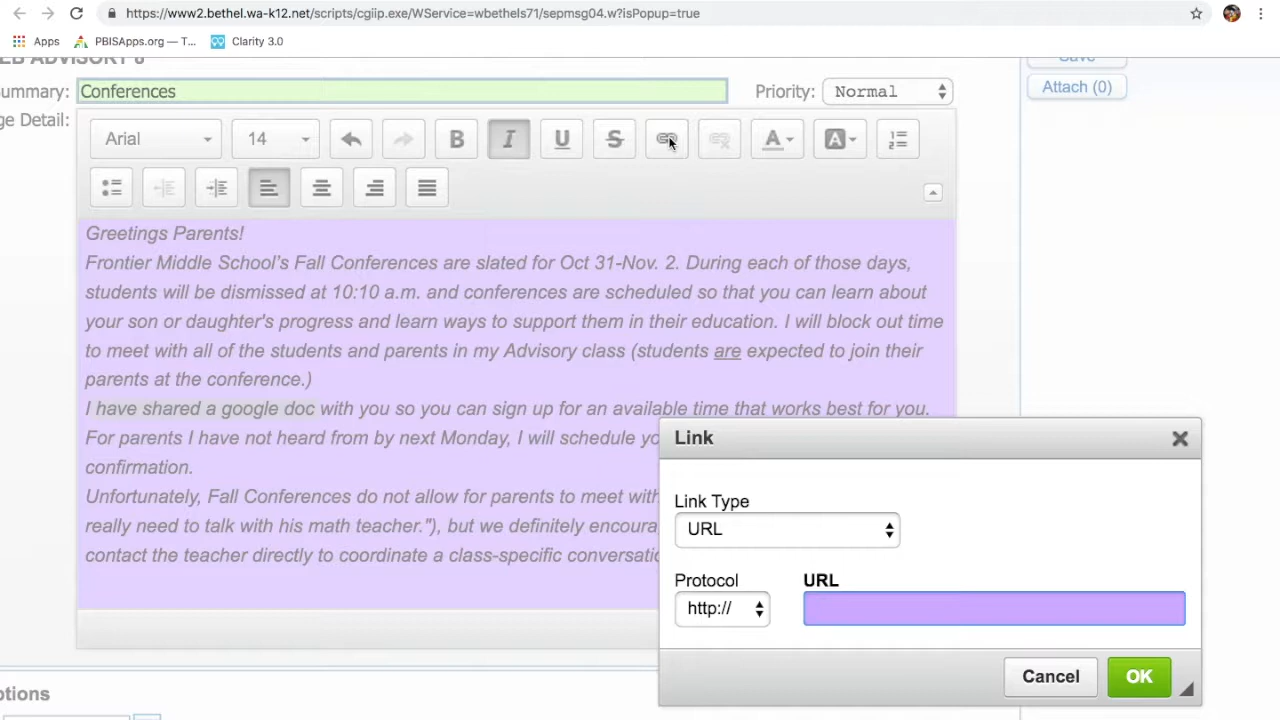 https://www2.bethel.wa-k12.net/scripts/cgiip.exe/WService=wbethels71/sepmsg04.w?isPopup=true
Apps PBISApps.org — T... Clarity 3.0
ADVISORY
Save
ummary: Conferences Priority: Normal Attach (0)
ge Detail:
Arial 14 B I U S A A
Greetings Parents!
Frontier Middle School's Fall Conferences are slated for Oct 31-Nov. 2. During each of those days,
students will be dismissed at 10:10 a.m. and conferences are scheduled so that you can learn about
your son or daughter's progress and learn ways to support them in their education. I will block out time
to meet with all of the students and parents in my Advisory class (students are expected to join their
parents at the conference.)
I have shared a google doc with you so you can sign up for an available time that works best for you.
For parents I have not heard from by next Monday, I will schedule yo
confirmation.
Unfortunately, Fall Conferences do not allow for parents to meet with
really need to talk with his math teacher."), but we definitely encoura
contact the teacher directly to coordinate a class-specific conversatio
Link
Link Type
URL
Protocol URL
http://
Cancel OK
ptions